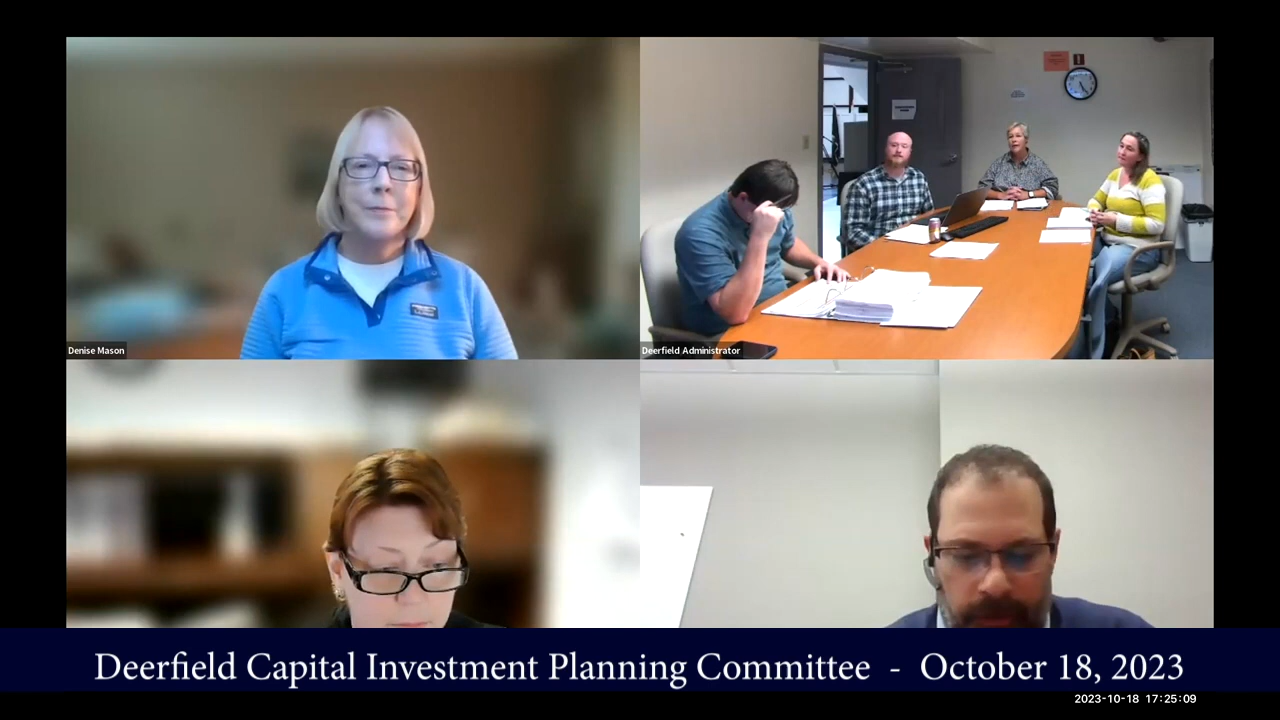 Denise Mason
Deerfield Administrator
Deerfield Capital Investment Planning Committee - October 18, 2023
2023-10-18 17:25:09